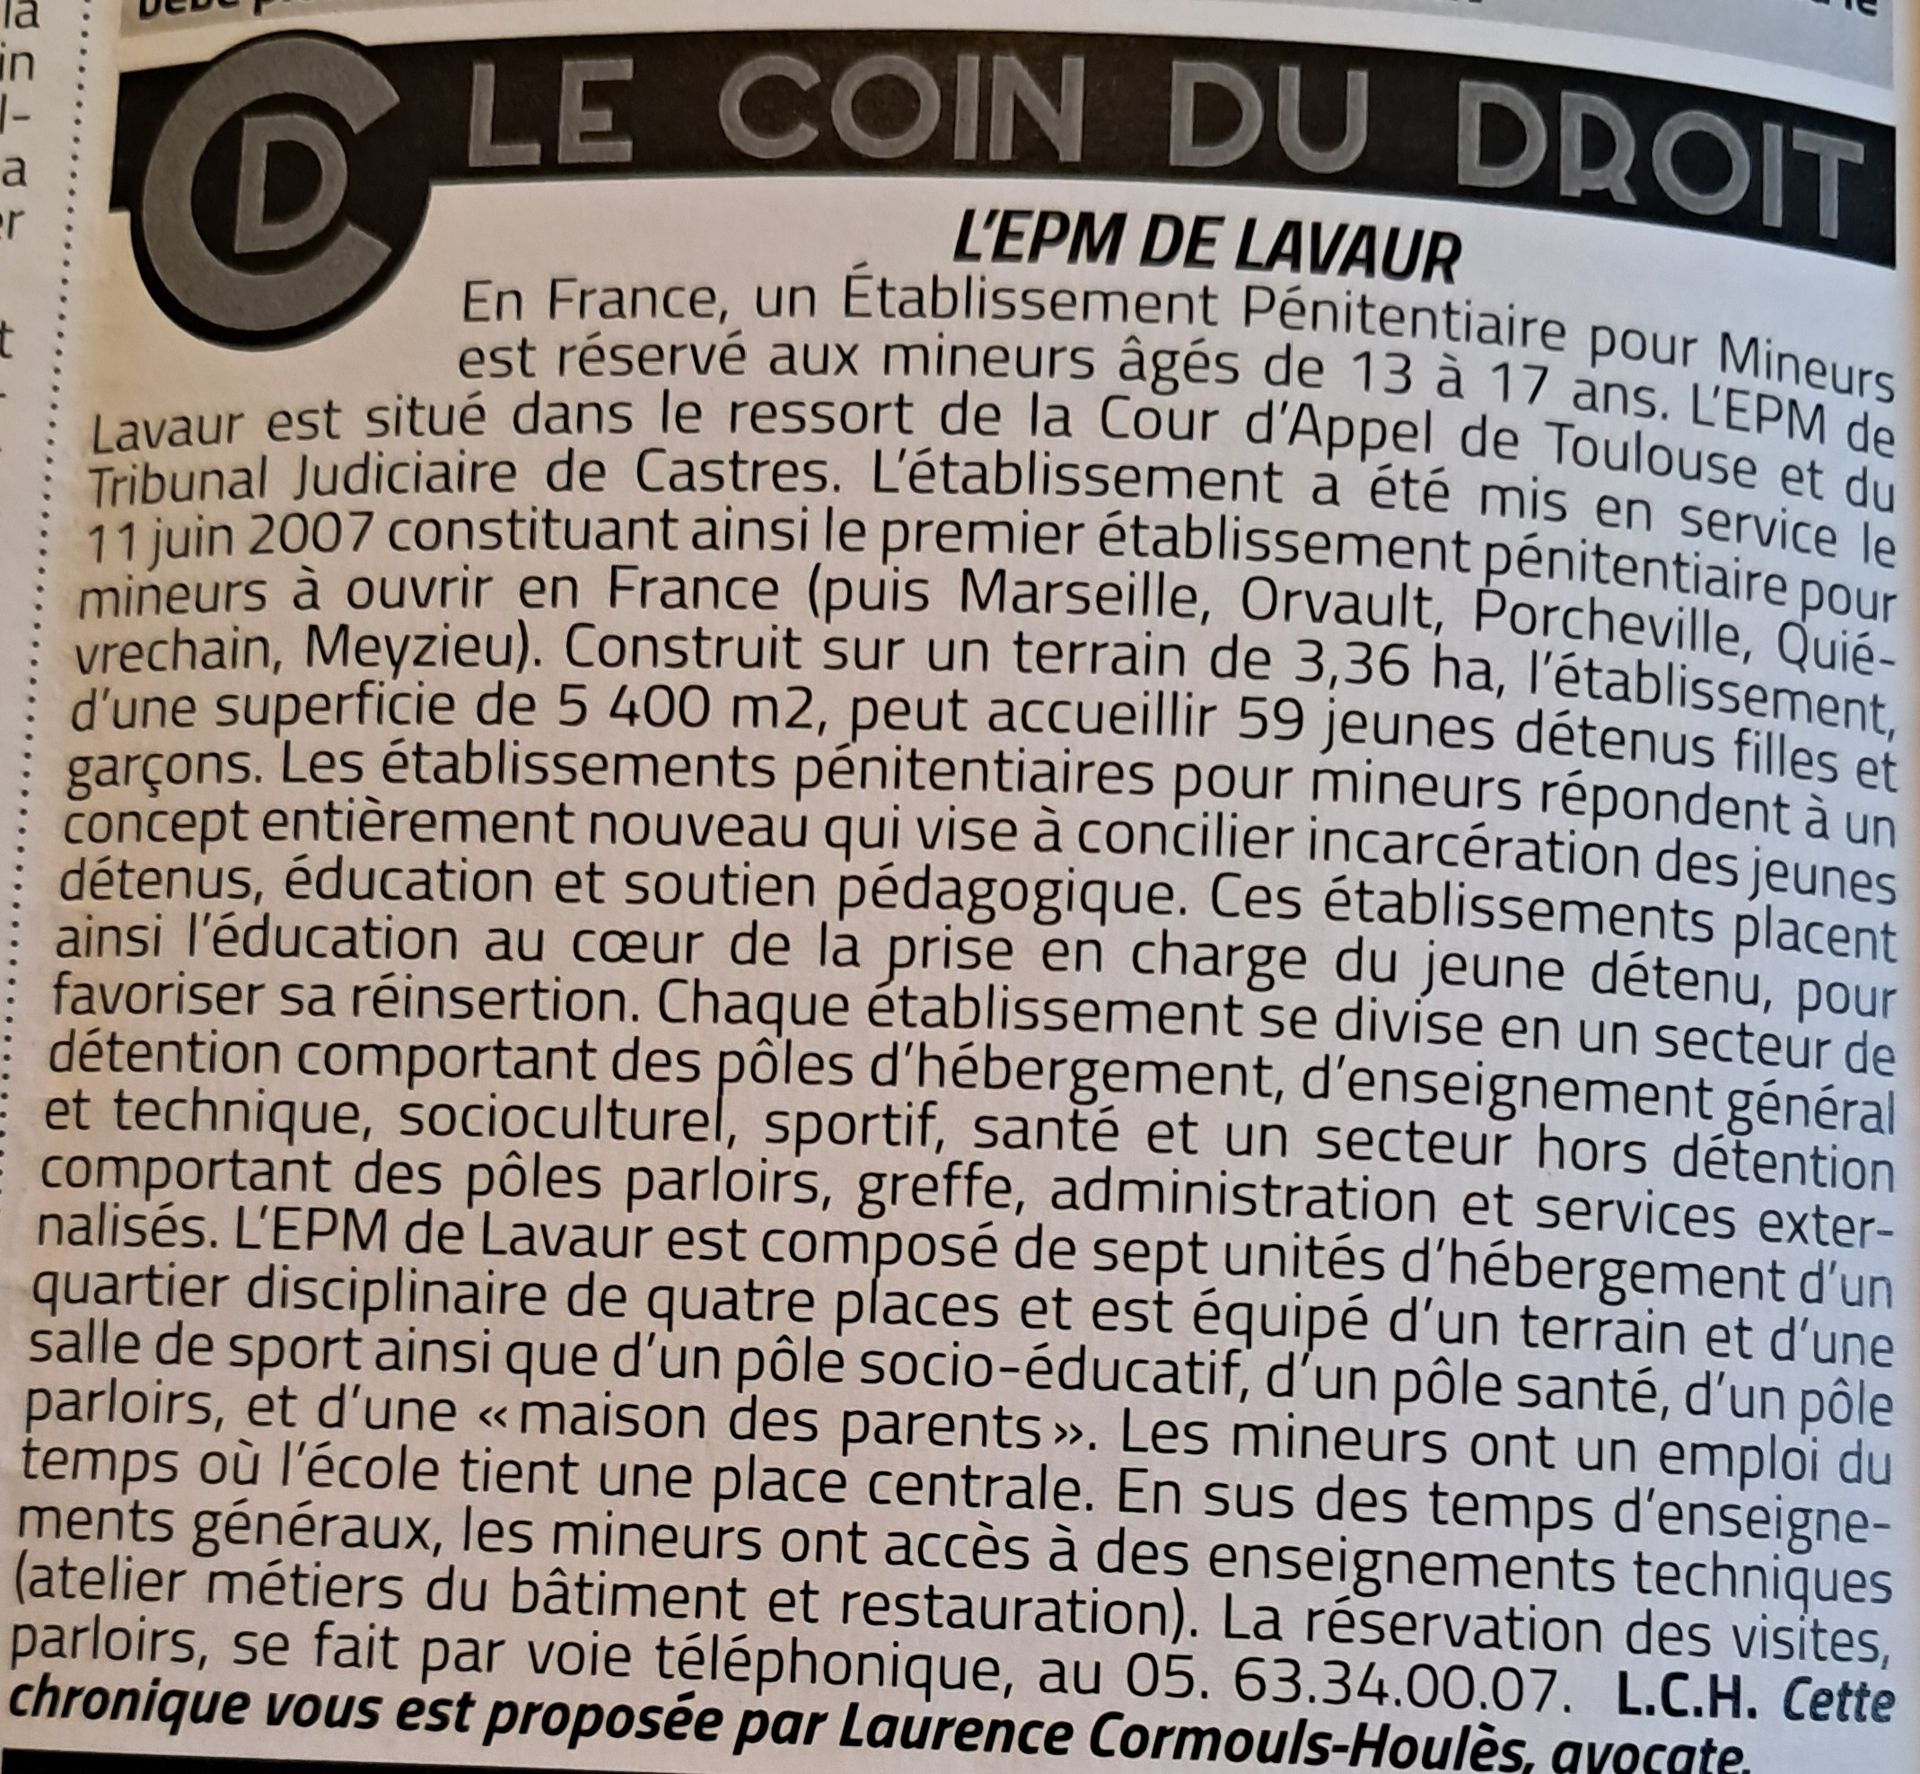 LE COIN DU DROIT
CD
L'EPM DE LAVAUR
En France, un Établissement Pénitentiaire pour Mineurs
est réservé aux mineurs âgés de 13 à 17 ans. L'EPM de
Lavaur est situé dans le ressort de la Cour d'Appel de Toulouse et du
Tribunal Judiciaire de Castres. L'établissement a été mis en service le
11 juin 2007 constituant ainsi le premier établissement pénitentiaire pour
mineurs à ouvrir en France (puis Marseille, Orvault, Porcheville, Quié-
vrechain, Meyzieu). Construit sur un terrain de 3,36 ha, l'établissement,
d'une superficie de 5 400 m2, peut accueillir 59 jeunes détenus filles et
garçons. Les établissements pénitentiaires pour mineurs répondent à un
concept entièrement nouveau qui vise à concilier incarcération des jeunes
détenus, éducation et soutien pédagogique. Ces établissements placent
ainsi l'éducation au cœur de la prise en charge du jeune détenu, pour
favoriser sa réinsertion. Chaque établissement se divise en un secteur de
détention comportant des pôles d'hébergement, d'enseignement général
et technique, socioculturel, sportif, santé et un secteur hors détention
comportant des pôles parloirs, greffe, administration et services exter-
nalisés. L'EPM de Lavaur est composé de sept unités d'hébergement d'un
quartier disciplinaire de quatre places et est équipé d'un terrain et d'une
salle de sport ainsi que d'un pôle socio-éducatif, d'un pôle santé, d'un pôle
parloirs, et d'une « maison des parents ». Les mineurs ont un emploi du
temps où l'école tient une place centrale. En sus des temps d'enseigne-
ments généraux, les mineurs ont accès à des enseignements techniques
(atelier métiers du bâtiment et restauration). La réservation des visites,
parloirs, se fait par voie téléphonique, au 05. 63.34.00.07. L.C.H. Cette
chronique vous est proposée par Laurence Cormouls-Houlès, avocate.